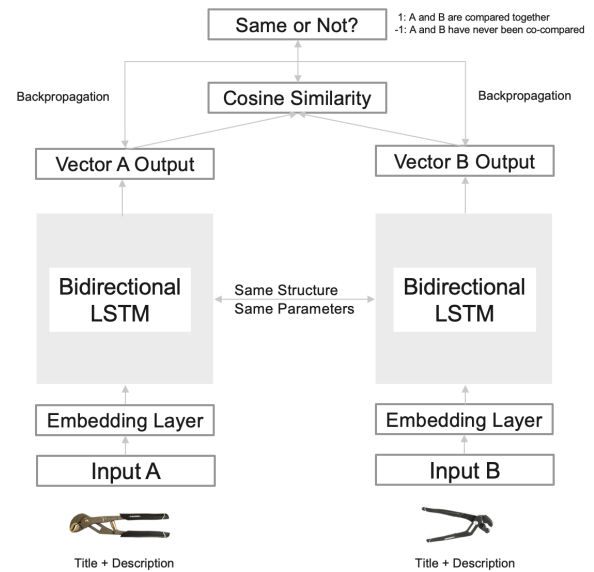 Same or Not?
1: A and B are compared together
-1: A and B have never been co-compared
Backpropagation
Cosine Similarity
Backpropagation
Vector A Output
Vector B Output
Bidirectional
LSTM
Same Structure
Same Parameters
Bidirectional
LSTM
Embedding Layer
Embedding Layer
Input A
Input B
Title + Description
Title + Description